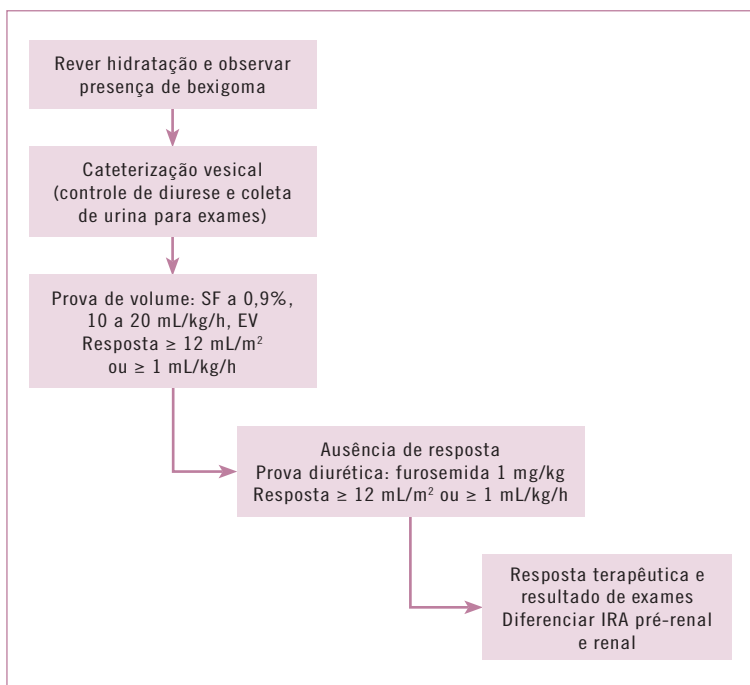 Rever hidratação e observar
presença de bexigoma
Cateterização vesical
(controle de diurese e coleta
de urina para exames)
Prova de volume: SF a 0,9%,
10 a 20 mL/kg/h, EV
Resposta ≥ 12 mL/m²
ou ≥ 1 mL/kg/h
Ausência de resposta
Prova diurética: furosemida 1 mg/kg
Resposta ≥ 12 mL/m² ou ≥ 1 mL/kg/h
Resposta terapêutica e
resultado de exames
Diferenciar IRA pré-renal
e renal